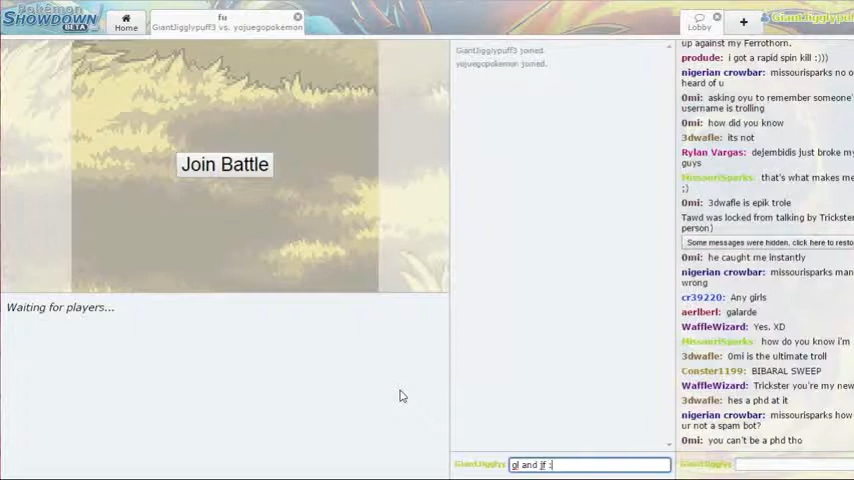 Pokémon
SHOWDOWN
BETA
Home
fu
GiantJigglypuff3 vs. yojuegopokemon
Lobby
Join Battle
Waiting for players...
GiantJigglypuff3 joined.
yojuegopokemon joined.
GiantJigglyp gl and jf :
up against my Ferrothorn.
produde: i got a rapid spin kill :)))
nigerian crowbar: missourisparks no o
heard of u
0mi: asking oyu to remember someone'
username is trolling
0mi: how did you know
3dwafle: its not
Rylan Vargas: dejembidis just broke my
guys
MissouriSparks: that's what makes me
;)
0mi: 3dwafle is epik trole
Tawd was locked from talking by Trickster
person)
Some messages were hidden, click here to resto
0mi: he caught me instantly
nigerian crowbar: missourisparks man
wrong
cr39220: Any girls
aerlberl: galarde
WaffleWizard: Yes. XD
MissouriSparks: how do you know i'm
3dwafle: 0mi is the ultimate troll
Conster1199: BIBARAL SWEEP
WaffleWizard: Trickster you're my new
3dwafle: hes a phd at it
nigerian crowbar: missourisparks how
ur not a spam bot?
0mi: you can't be a phd tho